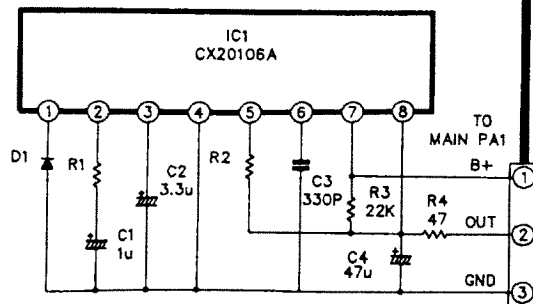 IC1
CX20106A
1 2 3 4 5 6 7 8
TO
MAIN PA1
D1
R1
C2
3.3u
R2
C3
330P
R3
22K
B+
1
R4
47
OUT
2
C1
1u
C4
47u
GND
3